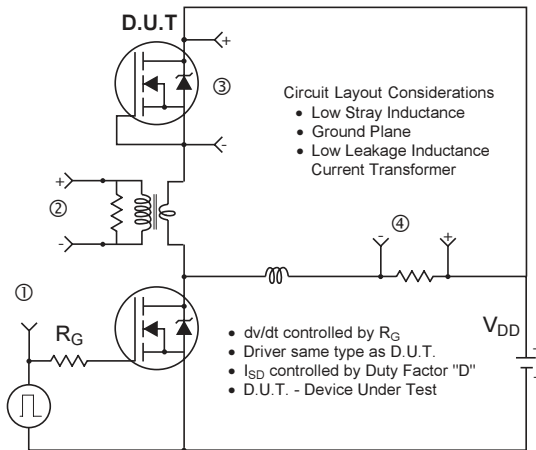 D.U.T
+
③
-
Circuit Layout Considerations
• Low Stray Inductance
• Ground Plane
• Low Leakage Inductance
Current Transformer
+
②
-
④
- +
①
R_G
V_DD
+
-
• dv/dt controlled by R_G
• Driver same type as D.U.T.
• I_SD controlled by Duty Factor "D"
• D.U.T. - Device Under Test